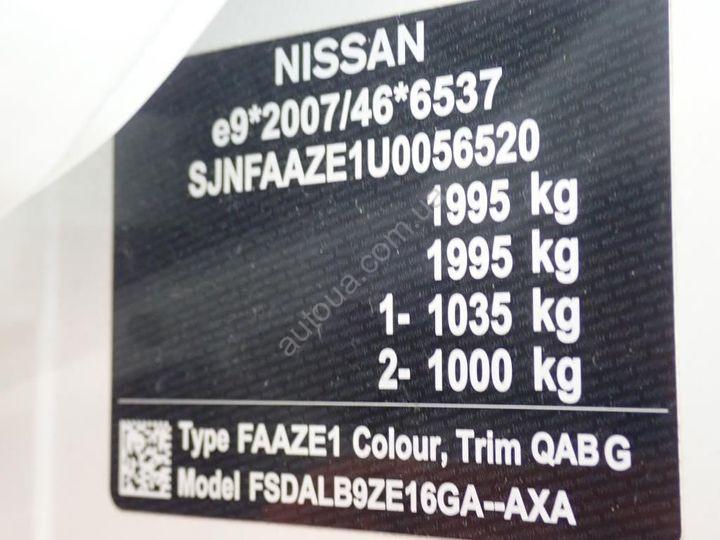 NISSAN
e9*2007/46*6537
SJNFAAZE1U0056520
1995 kg
1995 kg
1- 1035 kg
2- 1000 kg
Type FAAZE1 Colour, Trim QAB G
Model FSDALB9ZE16GA--AXA
autoua.com.ua